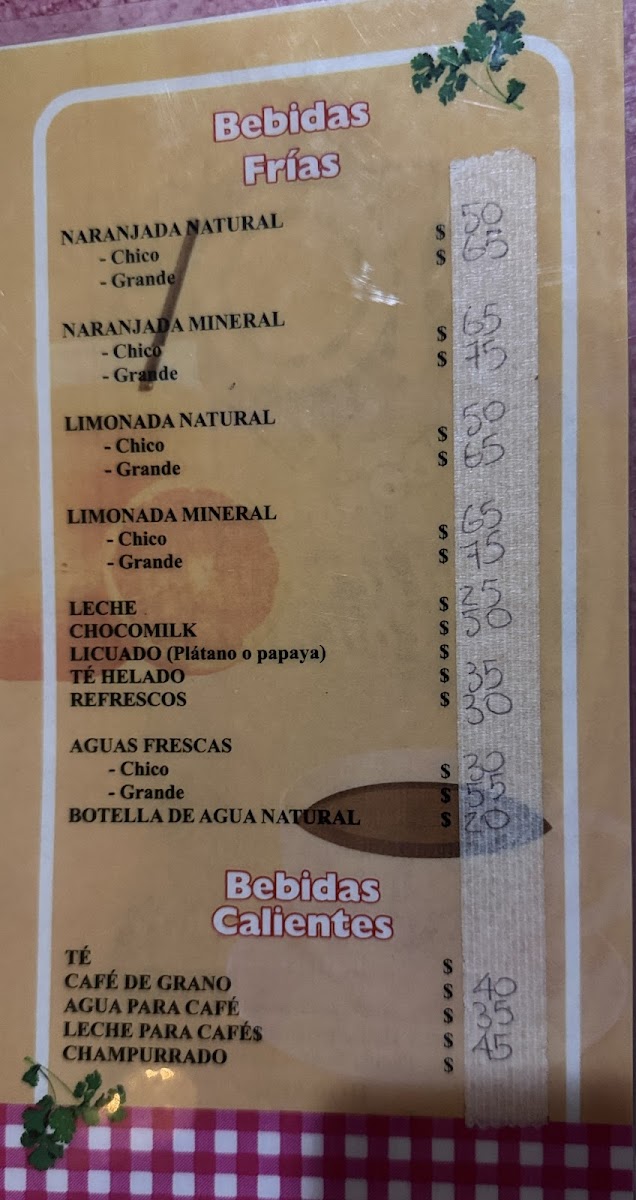 Bebidas
Frías
NARANJADA NATURAL
- Chico $ 50
- Grande $ 65
NARANJADA MINERAL
- Chico $ 65
- Grande $ 75
LIMONADA NATURAL
- Chico $ 50
- Grande $ 65
LIMONADA MINERAL
- Chico $ 65
- Grande $ 75
LECHE $ 25
CHOCOMILK $ 50
LICUADO (Plátano o papaya) $
TÉ HELADO $ 35
REFRESCOS $ 30
AGUAS FRESCAS
- Chico $ 30
- Grande $ 55
BOTELLA DE AGUA NATURAL $ 20
Bebidas
Calientes
TÉ $
CAFÉ DE GRANO $ 40
AGUA PARA CAFÉ $ 35
LECHE PARA CAFÉ$ $ 45
CHAMPURRADO $